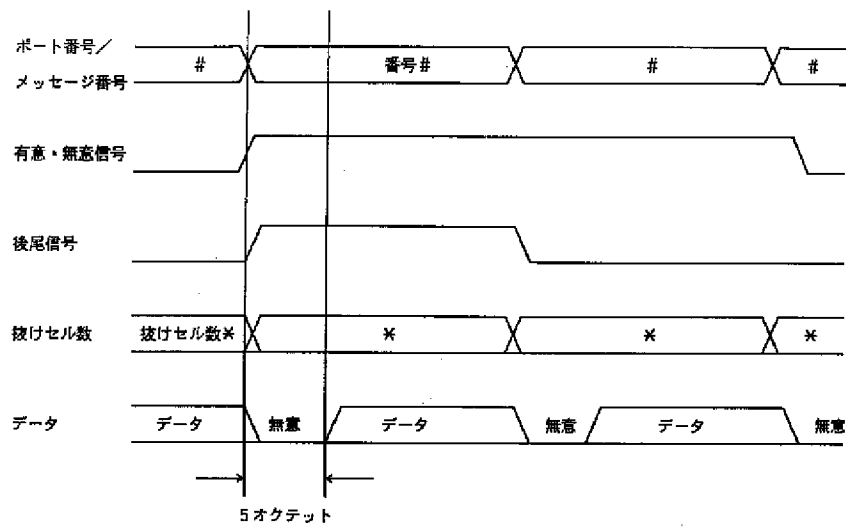 ポート番号／
メッセージ番号
# 番号# # #
有意・無意信号
後尾信号
抜けセル数 抜けセル数* * * *
データ データ 無意 データ 無意 データ 無意
5オクテット